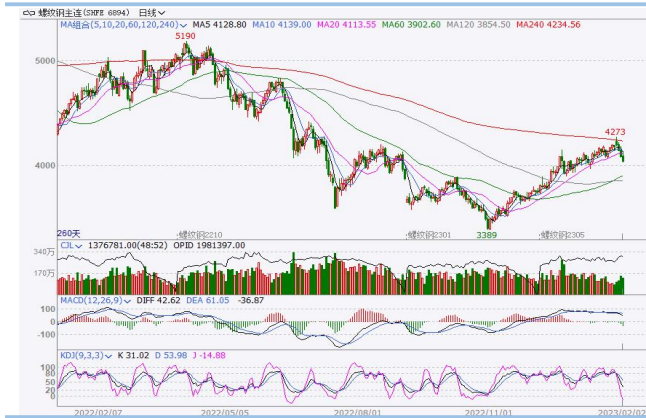 螺纹钢主连(SHFE 6894) 日线
MA组合(5,10,20,60,120,240) MA5 4128.80 MA10 4139.00 MA20 4113.55 MA60 3902.60 MA120 3854.50 MA240 4234.56
5190
5000
4273
4000
3389
260天 螺纹钢2210 螺纹钢2301 螺纹钢2305
CJL 1376781.00(48:52) OPID 1981397.00
340万
170万
MACD(12,26,9) DIFF 42.62 DEA 61.05 -36.87
100
0
-100
KDJ(9,3,3) K 31.02 D 53.98 J -14.88
100
80
50
20
0
2022/02/07 2022/05/05 2022/08/01 2022/11/01 2023/02/02